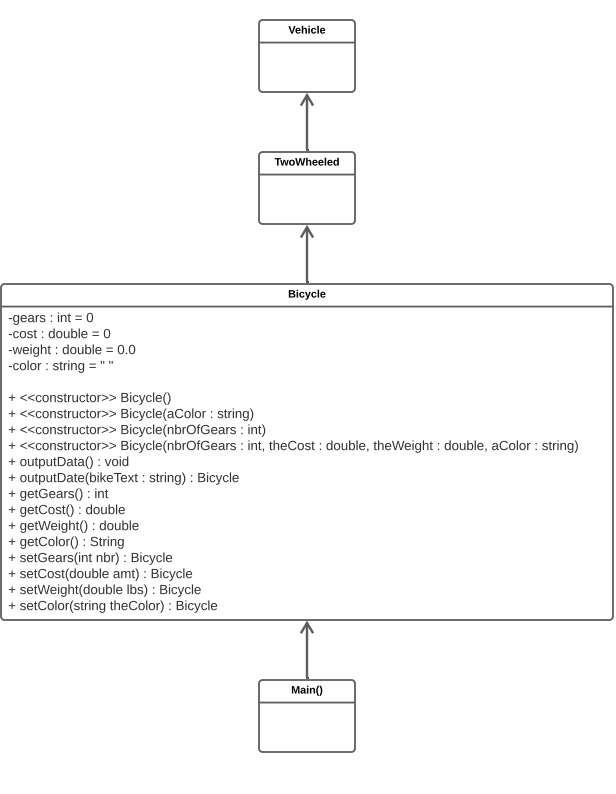 Vehicle
TwoWheeled
Bicycle
-gears : int = 0
-cost : double = 0
-weight : double = 0.0
-color : string = " "
+ <<constructor>> Bicycle()
+ <<constructor>> Bicycle(aColor : string)
+ <<constructor>> Bicycle(nbrOfGears : int)
+ <<constructor>> Bicycle(nbrOfGears : int, theCost : double, theWeight : double, aColor : string)
+ outputData() : void
+ outputDate(bikeText : string) : Bicycle
+ getGears() : int
+ getCost() : double
+ getWeight() : double
+ getColor() : String
+ setGears(int nbr) : Bicycle
+ setCost(double amt) : Bicycle
+ setWeight(double lbs) : Bicycle
+ setColor(string theColor) : Bicycle
Main()